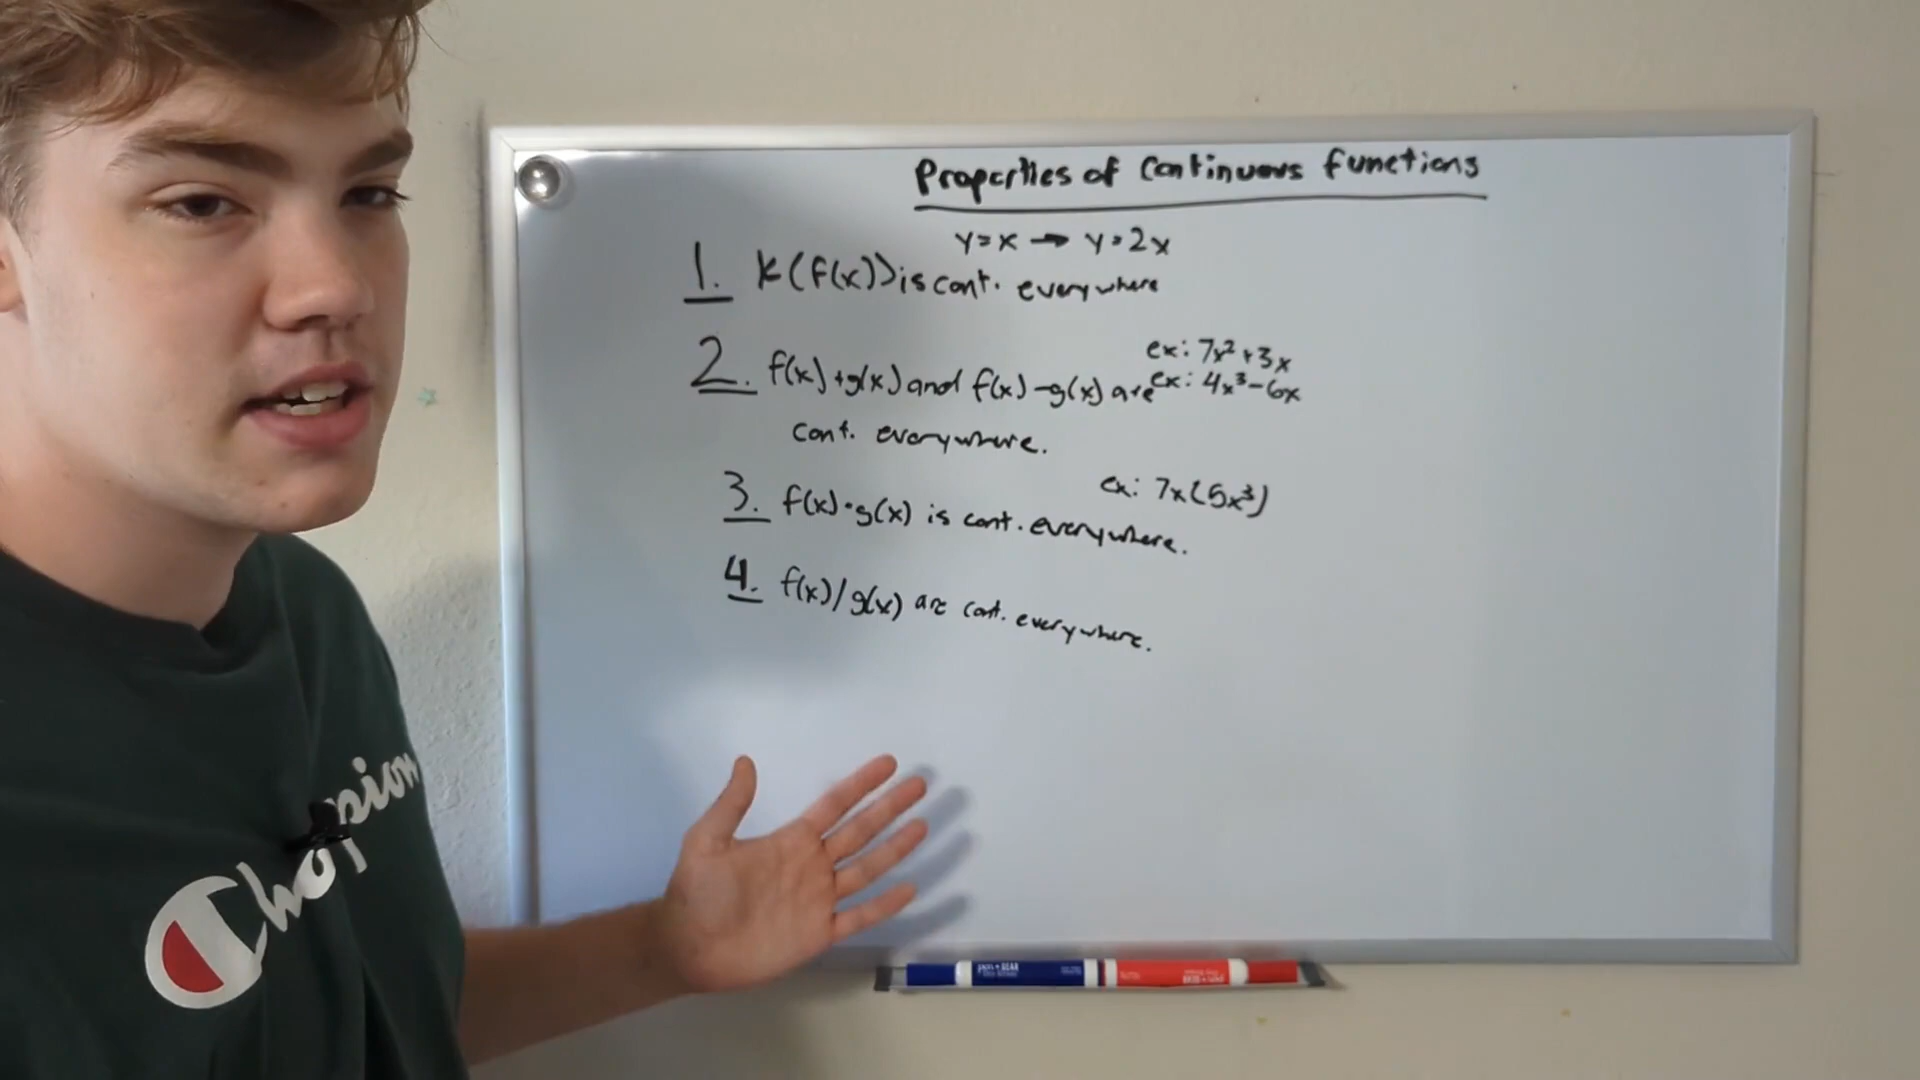 Properties of Continuous Functions
y=x → y=2x
1. K(f(x)) is cont. everywhere
ex: 7x²+3x
2. f(x)+g(x) and f(x)-g(x) are
ex: 4x³-6x
cont. everywhere.
ex: 7x(5x³)
3. f(x)·g(x) is cont. everywhere.
4. f(x)/g(x) are cont. everywhere.
Champion